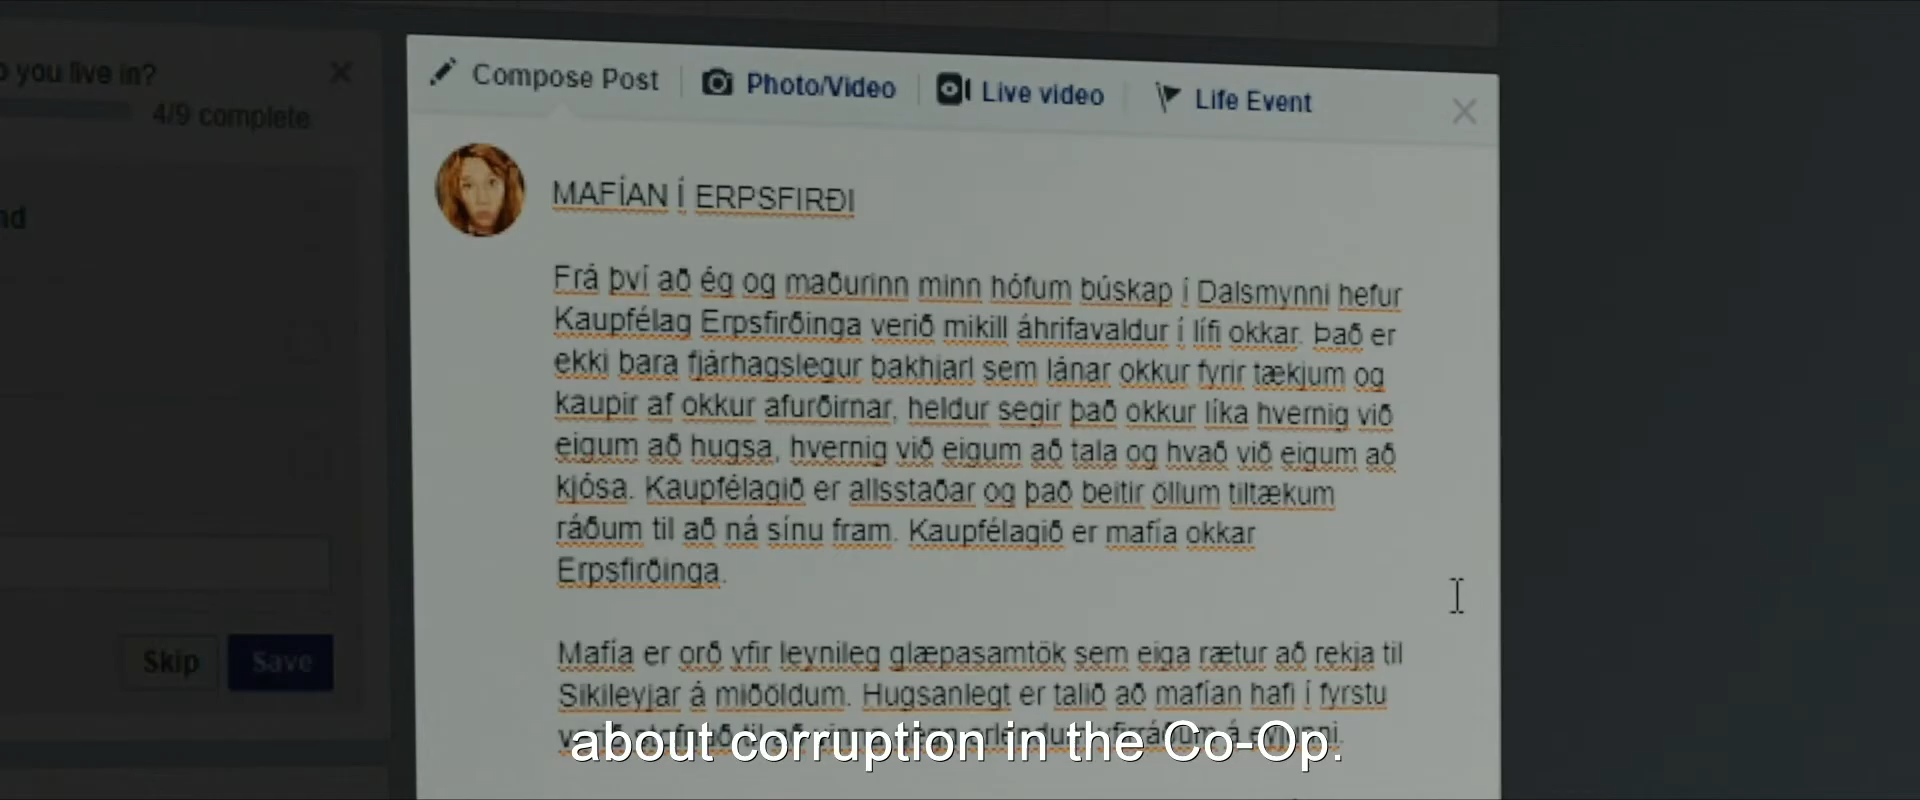 o you live in?
4/9 complete
nd
Skip
Save
Compose Post
Photo/Video
Live video
Life Event
MAFÍAN Í ERPSFIRÐI
Frá því að ég og maðurinn minn hófum búskap í Dalsmynni hefur
Kaupfélag Erpsfirðinga verið mikill áhrifavaldur í lífi okkar. Það er
ekki bara fjárhagslegur bakhjarl sem lánar okkur fyrir tækjum og
kaupir af okkur afurðirnar, heldur segir það okkur líka hvernig við
eigum að hugsa, hvernig við eigum að tala og hvað við eigum að
kjósa. Kaupfélagið er allsstaðar og það beitir öllum tiltækum
ráðum til að ná sínu fram. Kaupfélagið er mafía okkar
Erpsfirðinga.
Mafía er orð yfir leynileg glæpasamtök sem eiga rætur að rekja til
Sikileyjar á miðöldum. Hugsanlegt er talið að mafían hafi í fyrstu
about corruption in the Co-Op.